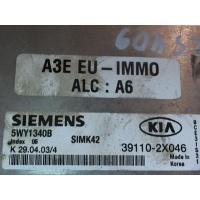 A3E EU-IMMO
ALC : A6
SIEMENS
KIA
5WY1340B
Index 06
SIMK42
39110-2X046
K 29.04.03/4
Made in
Korea